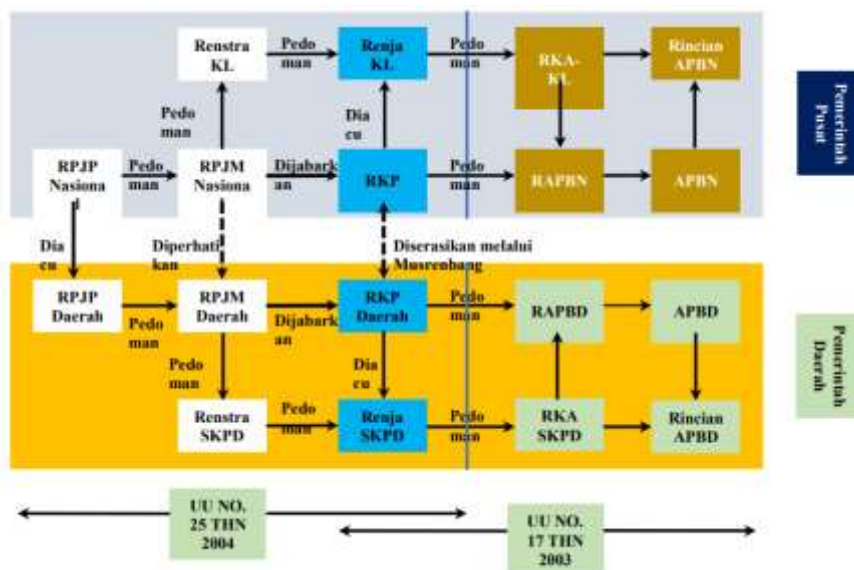 Renstra
KL
Pedo
man
Renja
KL
Pedo
man
RKA-
KL
Rincian
APBN
Pedo
man
Dia
cu
RPJP
Nasiona
l
Pedo
man
RPJM
Nasiona
Dijabark
an
RKP
Pedo
man
RAPBN
APBN
Pemerintah
Pusat
Dia
cu
Diperhati
kan
Diserasikan melalui
Musrenbang
RPJP
Daerah
Pedo
man
RPJM
Daerah
Dijabark
an
RKP
Daerah
Pedo
man
RAPBD
APBD
Pemerintah
Daerah
Pedo
man
Dia
cu
Renstra
SKPD
Pedo
man
Renja
SKPD
Pedo
man
RKA
SKPD
Rincian
APBD
UU NO.
25 THN
2004
UU NO.
17 THN
2003